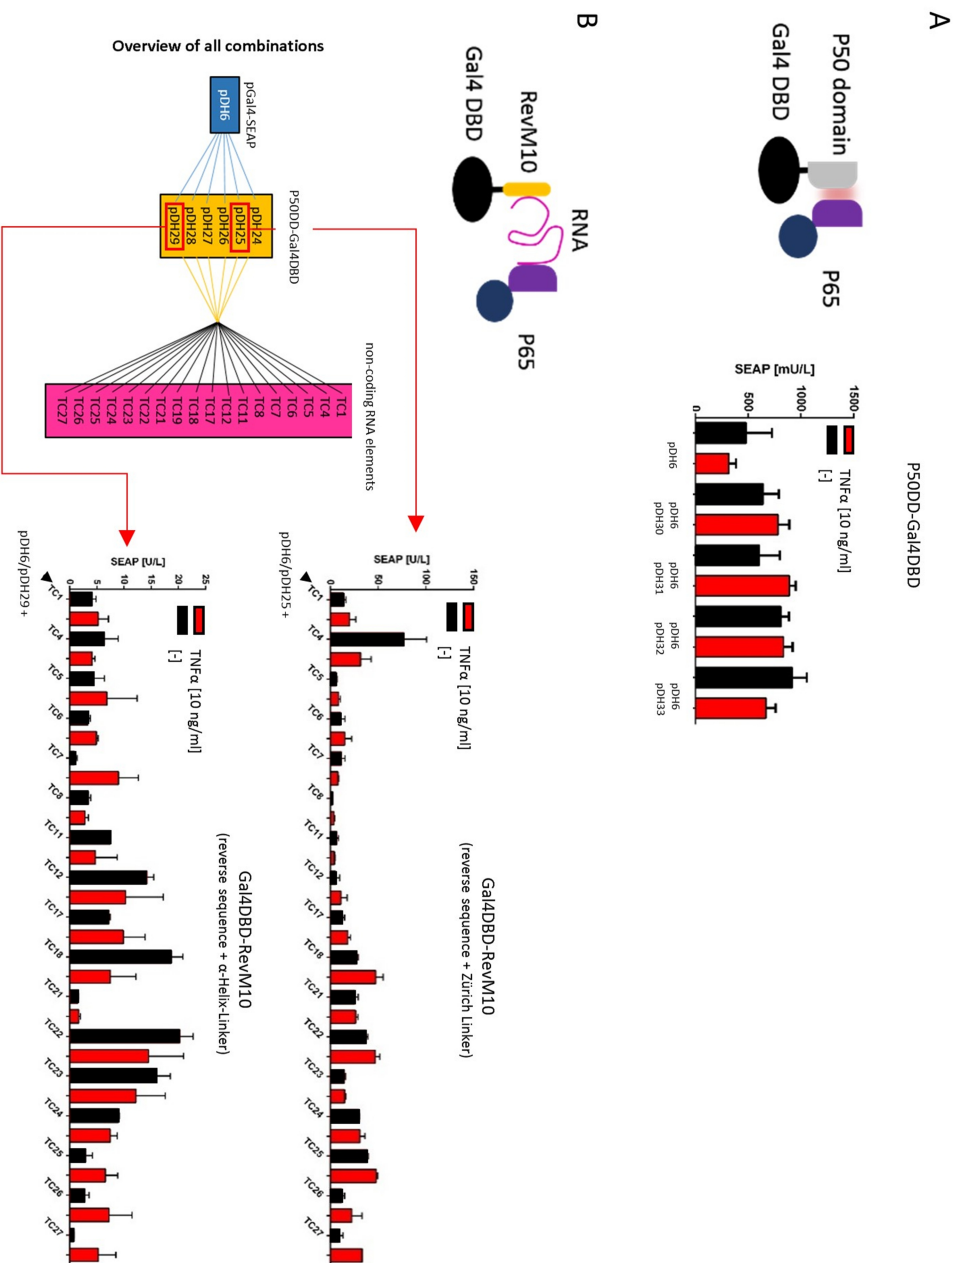 A
P50 domain
Gal4 DBD
P65
P50DD-Gal4DBD
SEAP [mU/L]
0
5000
10000
15000
TNFα [10 ng/ml]
[-]
pDH6
pDH6
pDH30
pDH6
pDH31
pDH6
pDH32
pDH6
pDH33
B
RevM10
Gal4 DBD
RNA
P65
Overview of all combinations
pGal4-SEAP
pDH6
P50DD-Gal4DBD
pDH24
pDH25
pDH26
pDH27
pDH28
pDH29
non-coding RNA elements
TC1
TC4
TC5
TC6
TC7
TC8
TC11
TC12
TC17
TC18
TC19
TC21
TC22
TC23
TC24
TC25
TC26
TC27
Gal4DBD-RevM10
(reverse sequence + Zürich Linker)
SEAP [U/L]
0
50
100
150
TNFα [10 ng/ml]
[-]
pDH6/pDH25 +
TC1
TC4
TC5
TC6
TC7
TC8
TC11
TC12
TC17
TC18
TC21
TC22
TC23
TC24
TC25
TC26
TC27
Gal4DBD-RevM10
(reverse sequence + α-Helix-Linker)
SEAP [U/L]
0
5
10
15
20
25
TNFα [10 ng/ml]
[-]
pDH6/pDH29 +
TC1
TC4
TC5
TC6
TC7
TC8
TC11
TC12
TC17
TC18
TC21
TC22
TC23
TC24
TC25
TC26
TC27